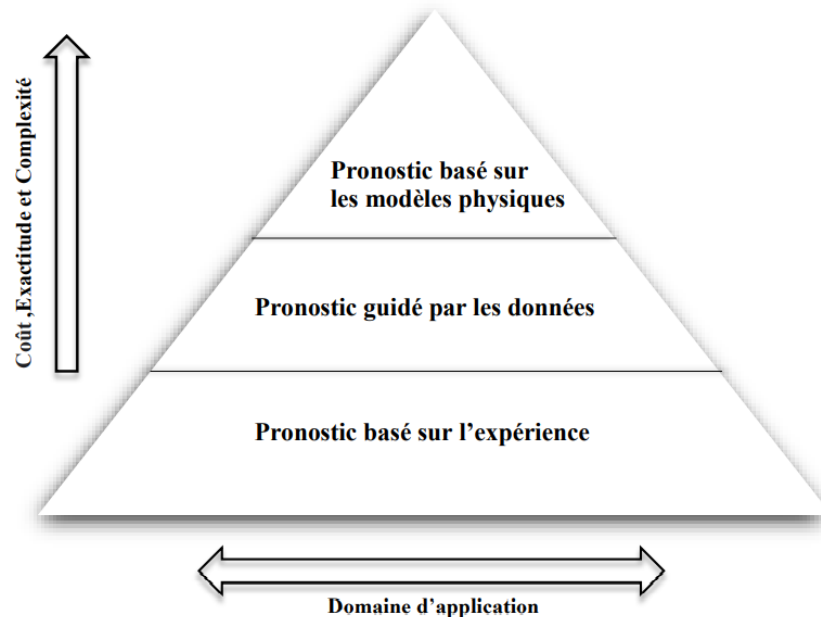 Coût ,Exactitude et Complexité
Pronostic basé sur
les modèles physiques
Pronostic guidé par les données
Pronostic basé sur l’expérience
Domaine d’application